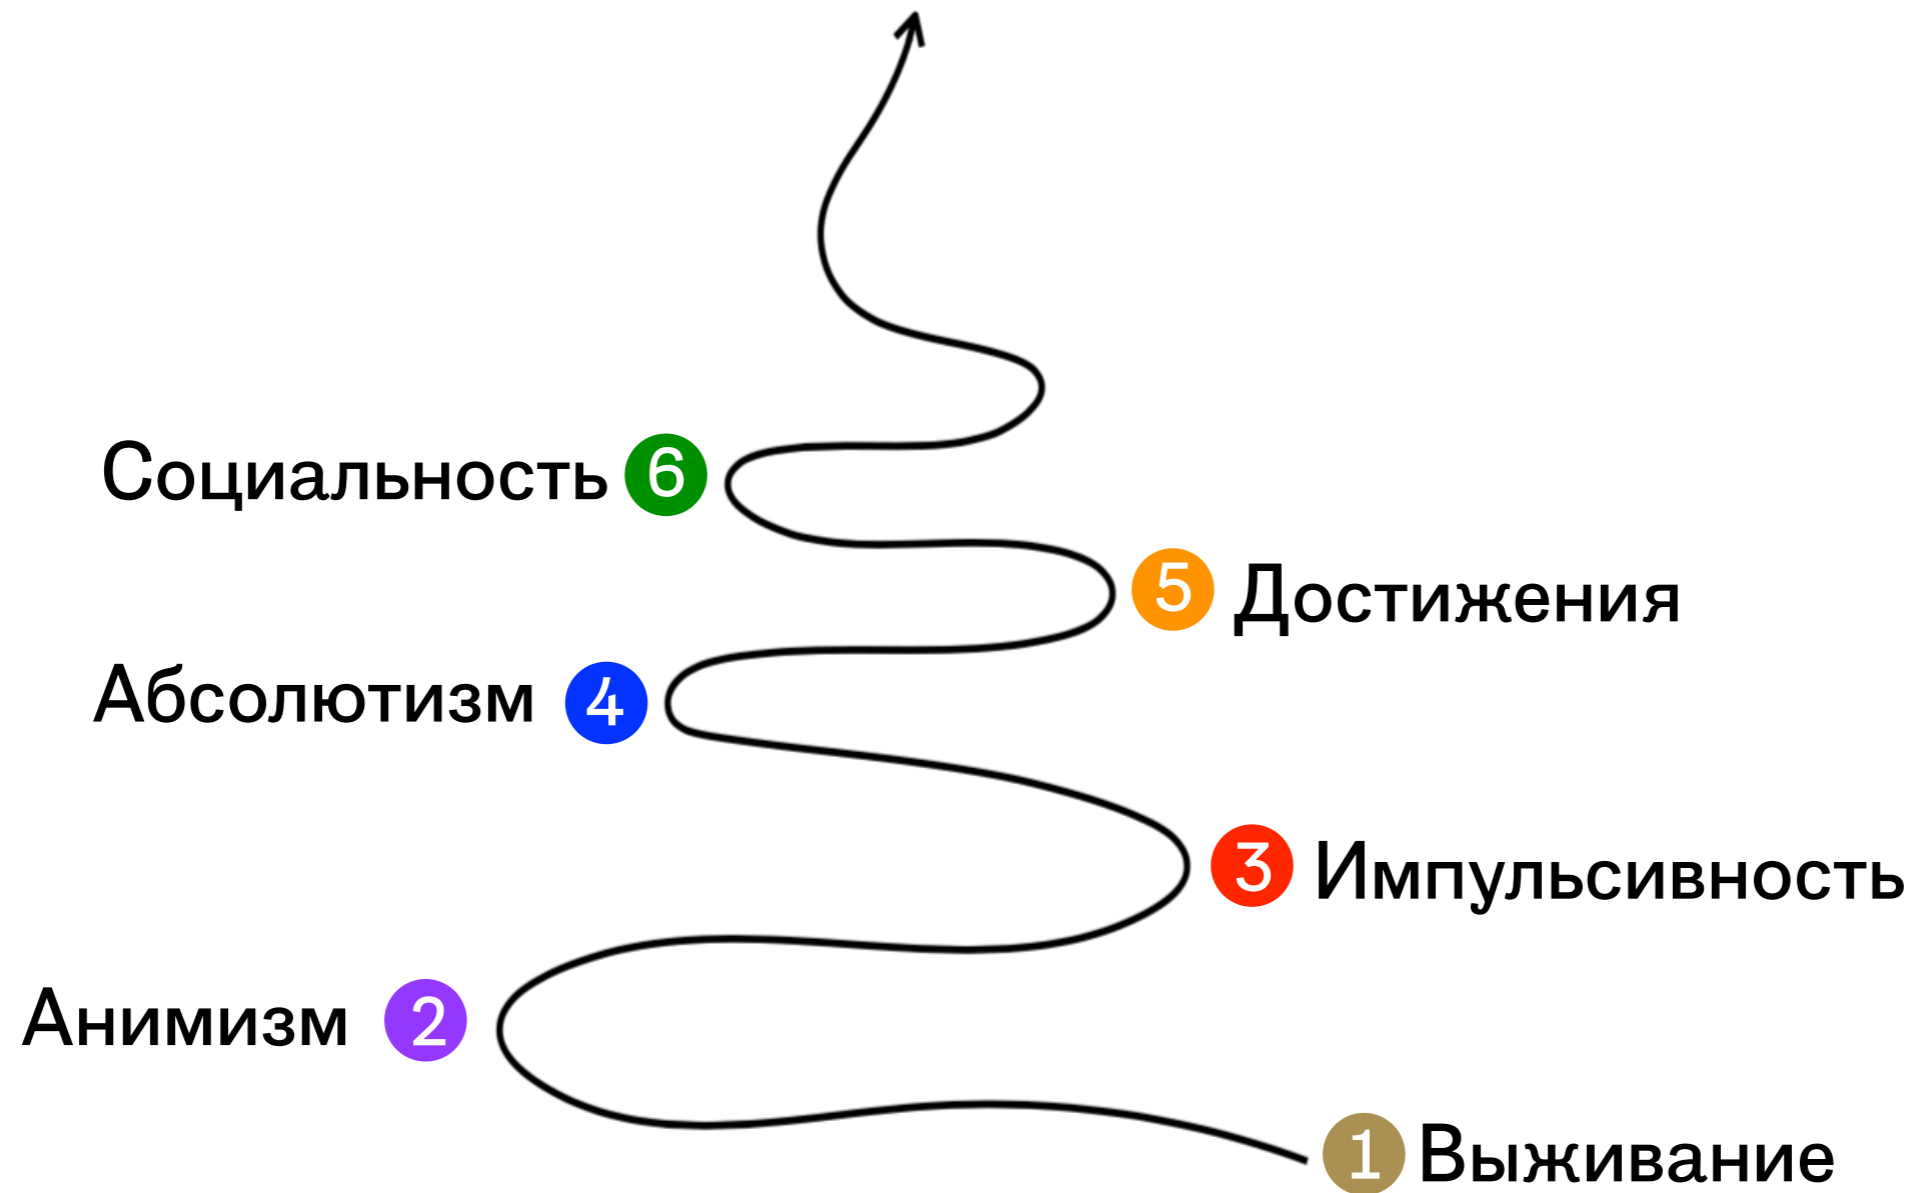 Социальность 6
5 Достижения
Абсолютизм 4
3 Импульсивность
Анимизм 2
1 Выживание